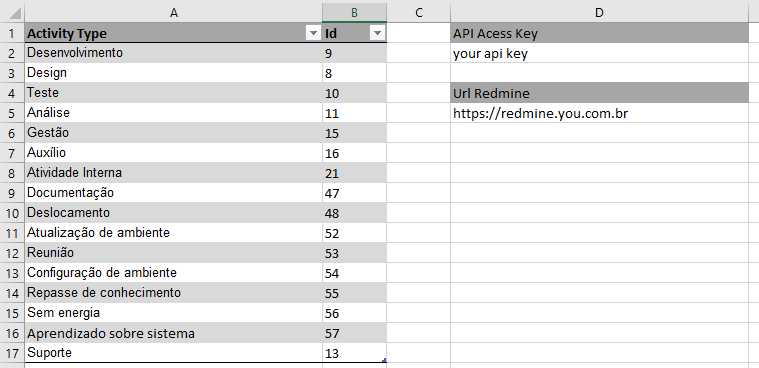 A B C D
1 Activity Type Id API Acess Key
2 Desenvolvimento 9 your api key
3 Design 8
4 Teste 10 Url Redmine
5 Análise 11 https://redmine.you.com.br
6 Gestão 15
7 Auxílio 16
8 Atividade Interna 21
9 Documentação 47
10 Deslocamento 48
11 Atualização de ambiente 52
12 Reunião 53
13 Configuração de ambiente 54
14 Repasse de conhecimento 55
15 Sem energia 56
16 Aprendizado sobre sistema 57
17 Suporte 13